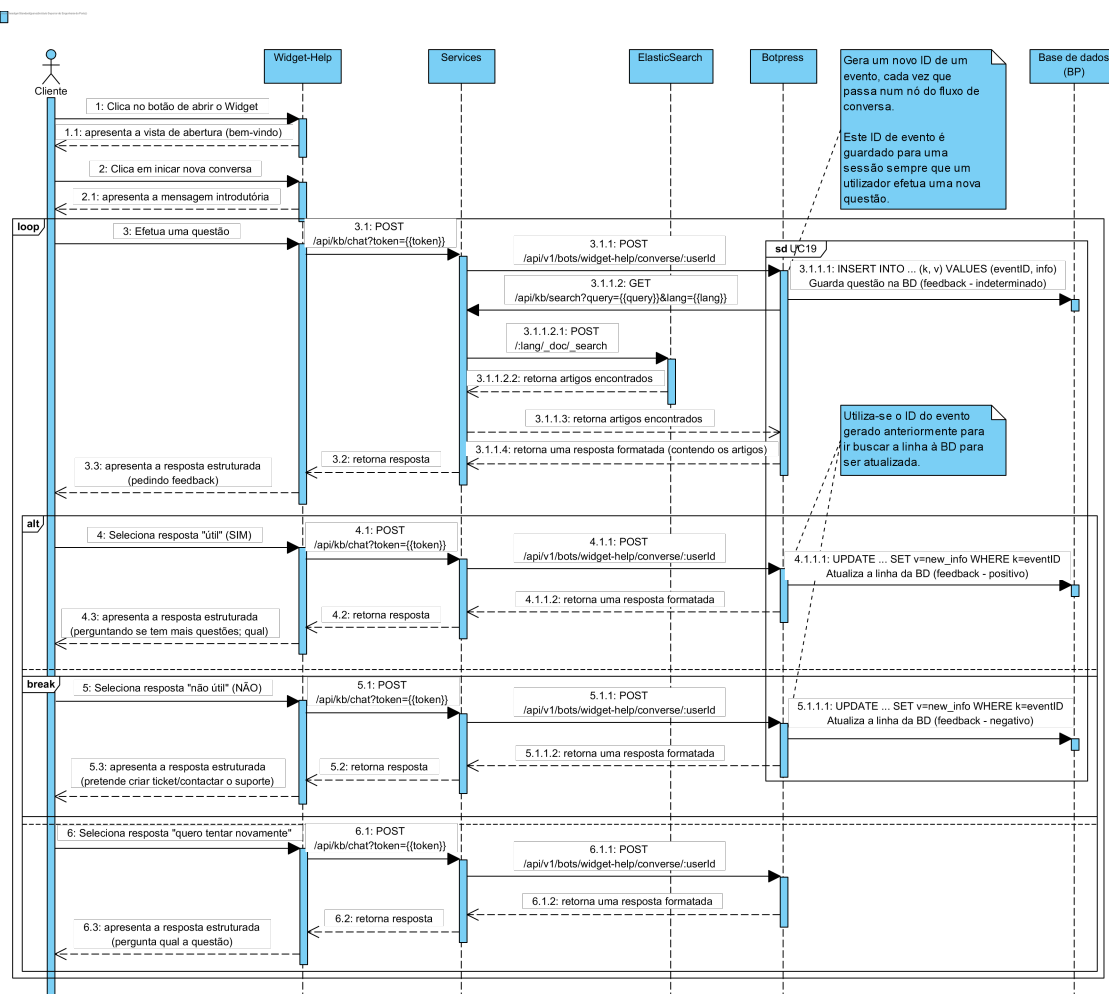 Cliente
Widget-Help
Services
ElasticSearch
Botpress
Base de dados
(BP)
Gera um novo ID de um
evento, cada vez que
passa num nó do fluxo de
conversa.
Este ID de evento é
guardado para uma
sessão sempre que um
utilizador efetua uma nova
questão.
1: Clica no botão de abrir o Widget
1.1: apresenta a vista de abertura (bem-vindo)
2: Clica em inicar nova conversa
2.1: apresenta a mensagem introdutória
loop
3: Efetua uma questão
3.1: POST
/api/kb/chat?token={{token}}
3.1.1: POST
/api/v1/bots/widget-help/converse/:userId
sd UC19
3.1.1.1: INSERT INTO ... (k, v) VALUES (eventID, info)
Guarda questão na BD (feedback - indeterminado)
3.1.1.2: GET
/api/kb/search?query={{query}}&lang={{lang}}
3.1.1.2.1: POST
/:lang/_doc/_search
3.1.1.2.2: retorna artigos encontrados
3.1.1.3: retorna artigos encontrados
3.1.1.4: retorna uma resposta formatada (contendo os artigos)
3.2: retorna resposta
3.3: apresenta a resposta estruturada
(pedindo feedback)
Utiliza-se o ID do evento
gerado anteriormente para
ir buscar a linha à BD para
ser atualizada.
alt
4: Seleciona resposta "útil" (SIM)
4.1: POST
/api/kb/chat?token={{token}}
4.1.1: POST
/api/v1/bots/widget-help/converse/:userId
4.1.1.1: UPDATE ... SET v=new_info WHERE k=eventID
Atualiza a linha da BD (feedback - positivo)
4.1.1.2: retorna uma resposta formatada
4.2: retorna resposta
4.3: apresenta a resposta estruturada
(perguntando se tem mais questões; qual)
break
5: Seleciona resposta "não útil" (NÃO)
5.1: POST
/api/kb/chat?token={{token}}
5.1.1: POST
/api/v1/bots/widget-help/converse/:userId
5.1.1.1: UPDATE ... SET v=new_info WHERE k=eventID
Atualiza a linha da BD (feedback - negativo)
5.1.1.2: retorna uma resposta formatada
5.2: retorna resposta
5.3: apresenta a resposta estruturada
(pretende criar ticket/contactar o suporte)
6: Seleciona resposta "quero tentar novamente"
6.1: POST
/api/kb/chat?token={{token}}
6.1.1: POST
/api/v1/bots/widget-help/converse/:userId
6.1.2: retorna uma resposta formatada
6.2: retorna resposta
6.3: apresenta a resposta estruturada
(pergunta qual a questão)